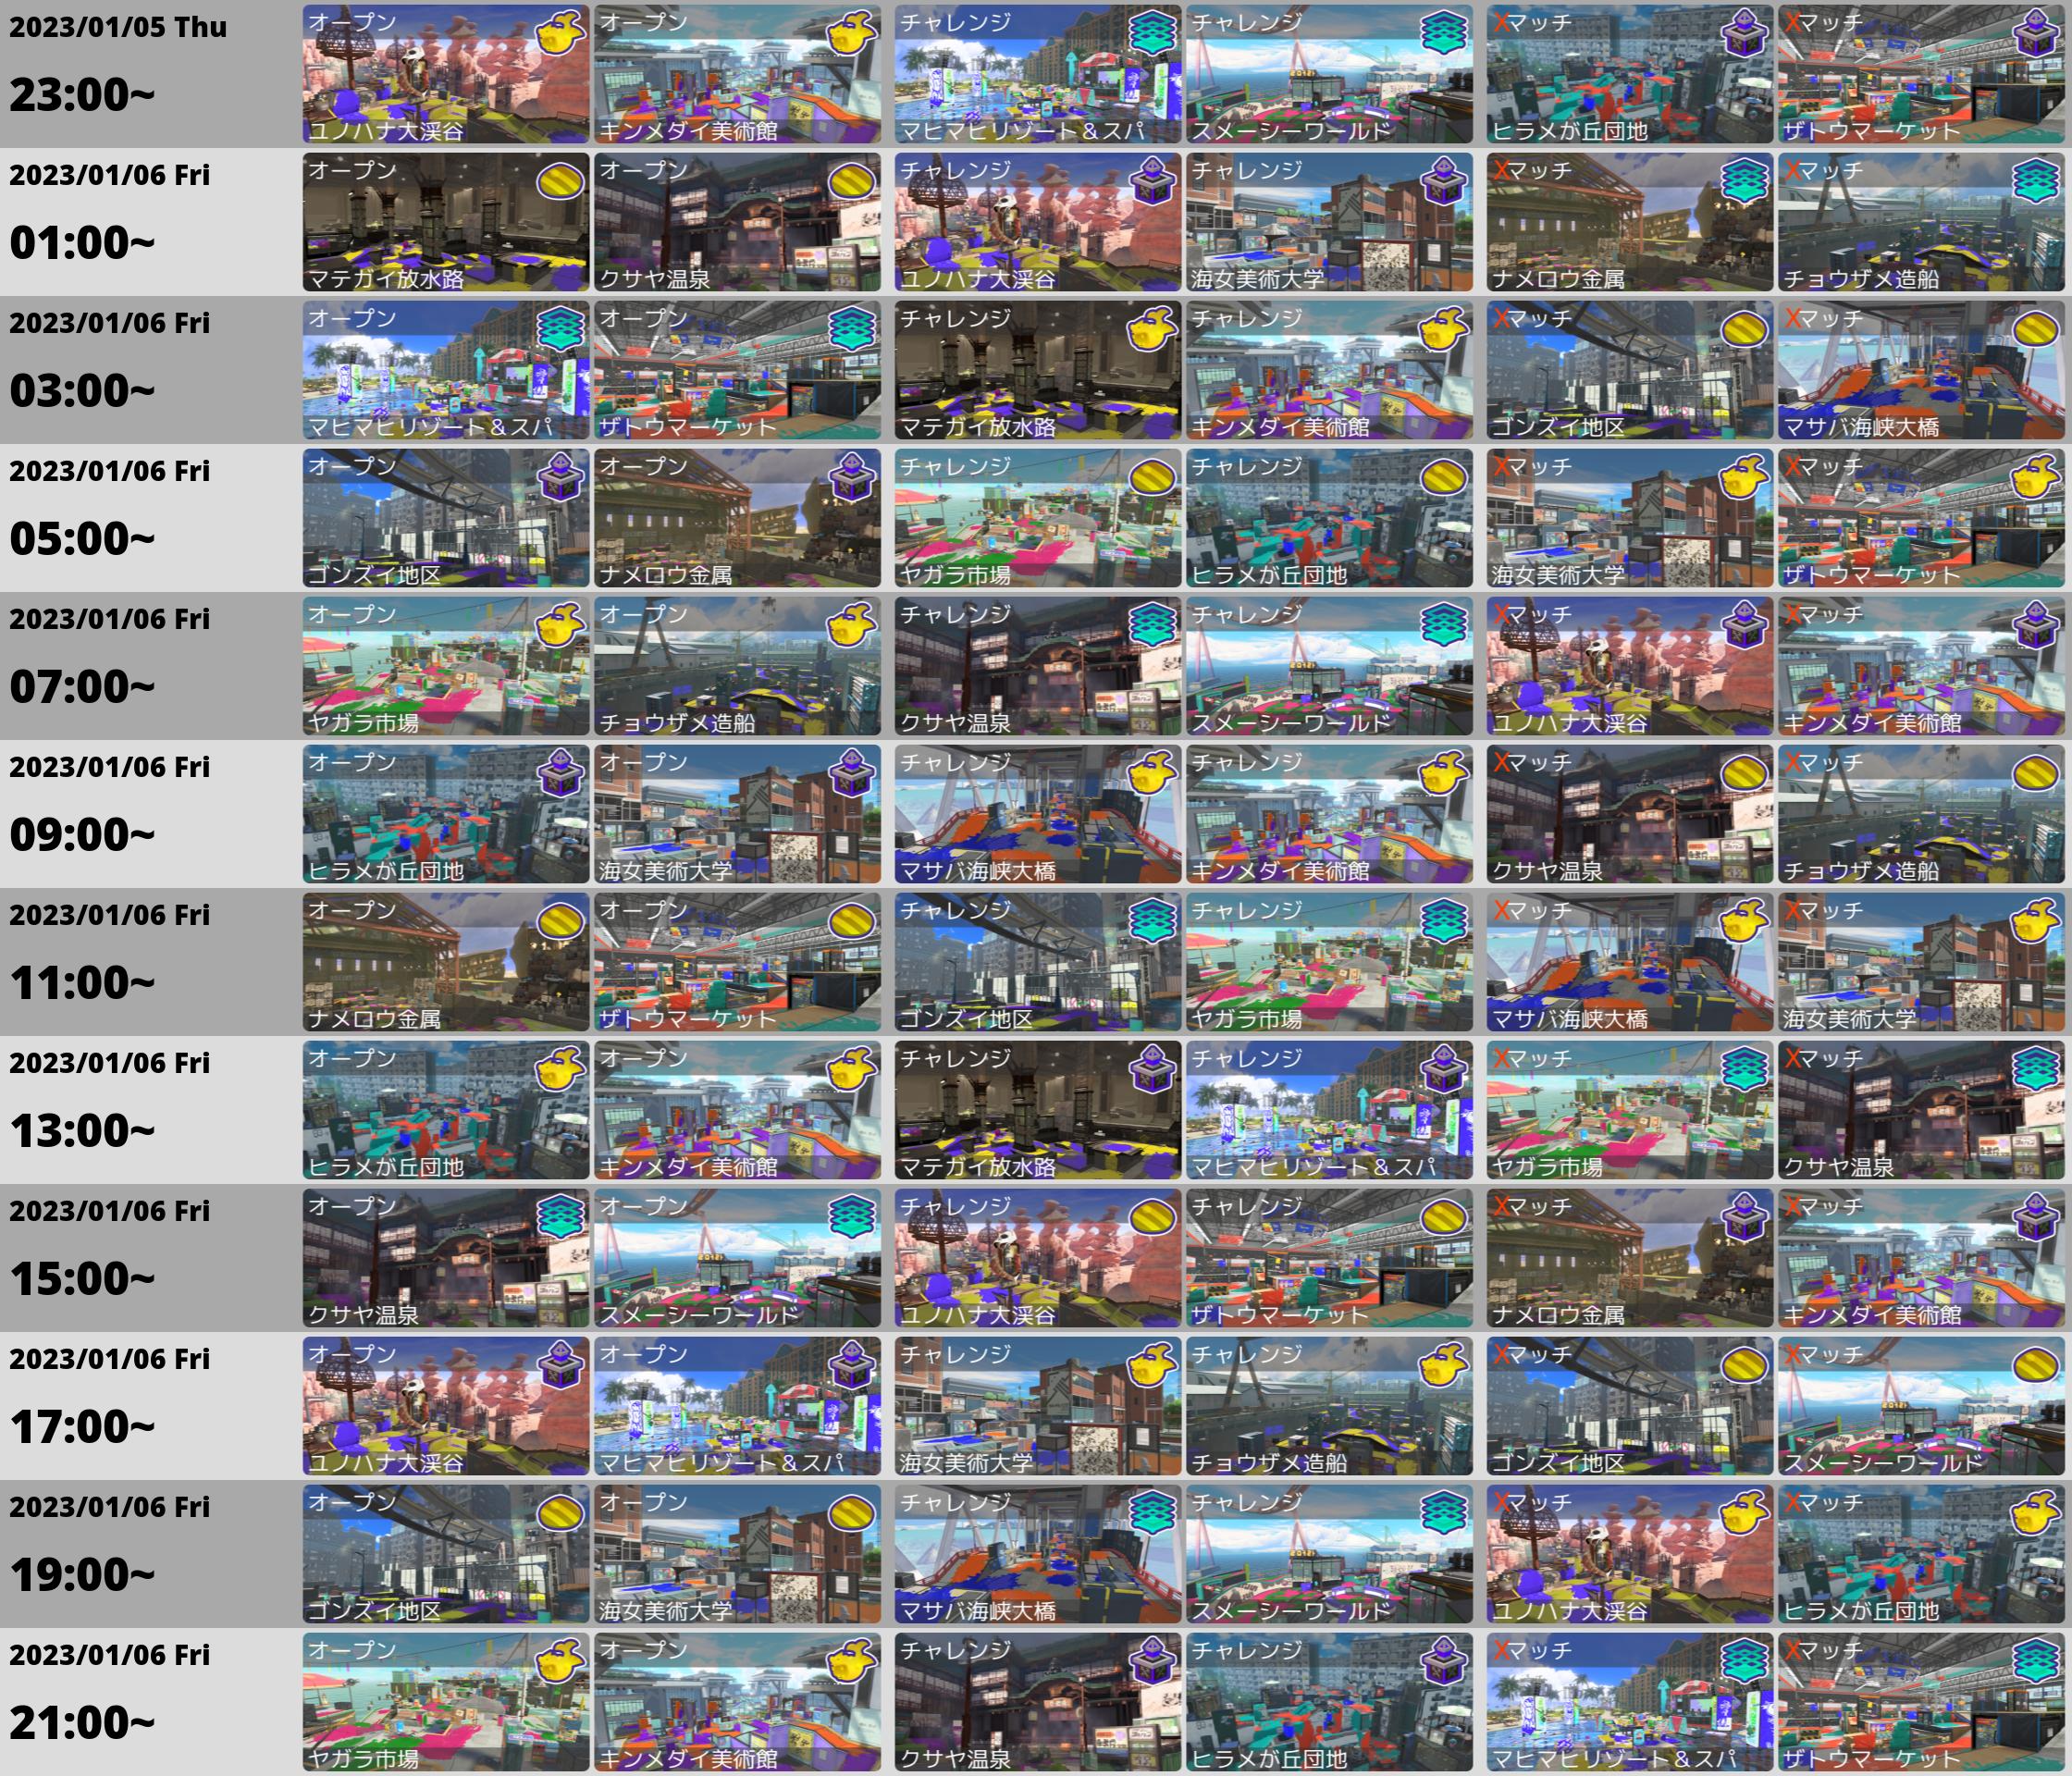 2023/01/05 Thu
23:00~
オープン
ユノハナ大渓谷
オープン
キンメダイ美術館
チャレンジ
マヒマヒリゾート＆スパ
チャレンジ
スメーシーワールド
Xマッチ
ヒラメが丘団地
Xマッチ
ザトウマーケット
2023/01/06 Fri
01:00~
オープン
マテガイ放水路
オープン
クサヤ温泉
チャレンジ
ユノハナ大渓谷
チャレンジ
海女美術大学
Xマッチ
ナメロウ金属
Xマッチ
チョウザメ造船
2023/01/06 Fri
03:00~
オープン
マヒマヒリゾート＆スパ
オープン
ザトウマーケット
チャレンジ
マテガイ放水路
チャレンジ
キンメダイ美術館
Xマッチ
ゴンズイ地区
Xマッチ
マサバ海峡大橋
2023/01/06 Fri
05:00~
オープン
ゴンズイ地区
オープン
ナメロウ金属
チャレンジ
ヤガラ市場
チャレンジ
ヒラメが丘団地
Xマッチ
海女美術大学
Xマッチ
ザトウマーケット
2023/01/06 Fri
07:00~
オープン
ヤガラ市場
オープン
チョウザメ造船
チャレンジ
クサヤ温泉
チャレンジ
スメーシーワールド
Xマッチ
ユノハナ大渓谷
Xマッチ
キンメダイ美術館
2023/01/06 Fri
09:00~
オープン
ヒラメが丘団地
オープン
海女美術大学
チャレンジ
マサバ海峡大橋
チャレンジ
キンメダイ美術館
Xマッチ
クサヤ温泉
Xマッチ
チョウザメ造船
2023/01/06 Fri
11:00~
オープン
ナメロウ金属
オープン
ザトウマーケット
チャレンジ
ゴンズイ地区
チャレンジ
ヤガラ市場
Xマッチ
マサバ海峡大橋
Xマッチ
海女美術大学
2023/01/06 Fri
13:00~
オープン
ヒラメが丘団地
オープン
キンメダイ美術館
チャレンジ
マテガイ放水路
チャレンジ
マヒマヒリゾート＆スパ
Xマッチ
ヤガラ市場
Xマッチ
クサヤ温泉
2023/01/06 Fri
15:00~
オープン
クサヤ温泉
オープン
スメーシーワールド
チャレンジ
ユノハナ大渓谷
チャレンジ
ザトウマーケット
Xマッチ
ナメロウ金属
Xマッチ
キンメダイ美術館
2023/01/06 Fri
17:00~
オープン
ユノハナ大渓谷
オープン
マヒマヒリゾート＆スパ
チャレンジ
海女美術大学
チャレンジ
チョウザメ造船
Xマッチ
ゴンズイ地区
Xマッチ
スメーシーワールド
2023/01/06 Fri
19:00~
オープン
ゴンズイ地区
オープン
海女美術大学
チャレンジ
マサバ海峡大橋
チャレンジ
スメーシーワールド
Xマッチ
ユノハナ大渓谷
Xマッチ
ヒラメが丘団地
2023/01/06 Fri
21:00~
オープン
ヤガラ市場
オープン
キンメダイ美術館
チャレンジ
クサヤ温泉
チャレンジ
ヒラメが丘団地
Xマッチ
マヒマヒリゾート＆スパ
Xマッチ
ザトウマーケット